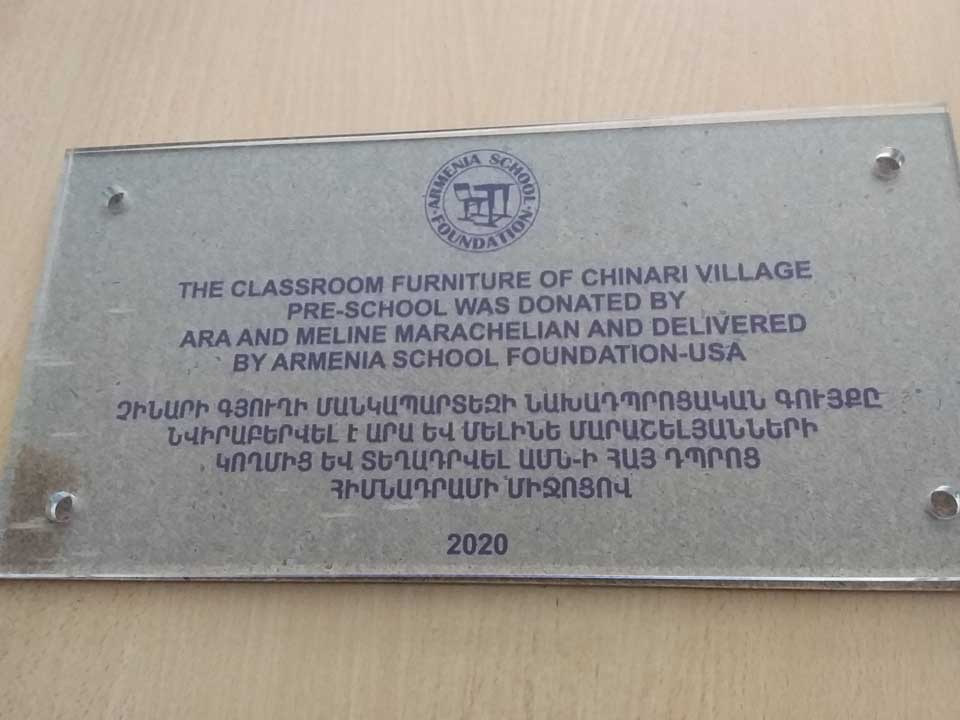 ARMENIA SCHOOL FOUNDATION
THE CLASSROOM FURNITURE OF CHINARI VILLAGE
PRE-SCHOOL WAS DONATED BY
ARA AND MELINE MARACHELIAN AND DELIVERED
BY ARMENIA SCHOOL FOUNDATION-USA
ՉԻՆԱՐԻ ԳՅՈՒՂԻ ՄԱՆԿԱՊԱՐՏԵԶԻ ՆԱԽԱԴՊՐՈՑԱԿԱՆ ԳՈՒՅՔԸ
ՆՎԻՐԱԲԵՐՎԵԼ Է ԱՐԱ ԵՎ ՄԵԼԻՆԵ ՄԱՐԱՇԵԼՅԱՆՆԵՐԻ
ԿՈՂՄԻՑ ԵՎ ՏԵՂԱԴՐՎԵԼ ԱՄՆ-Ի ՀԱՅ ԴՊՐՈՑ
ՀԻՄՆԱԴՐԱՄԻ ՄԻՋՈՑՈՎ
2020